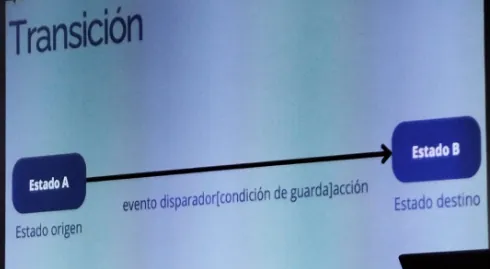 Transición
Estado A
Estado B
evento disparador[condición de guarda]acción
Estado origen
Estado destino